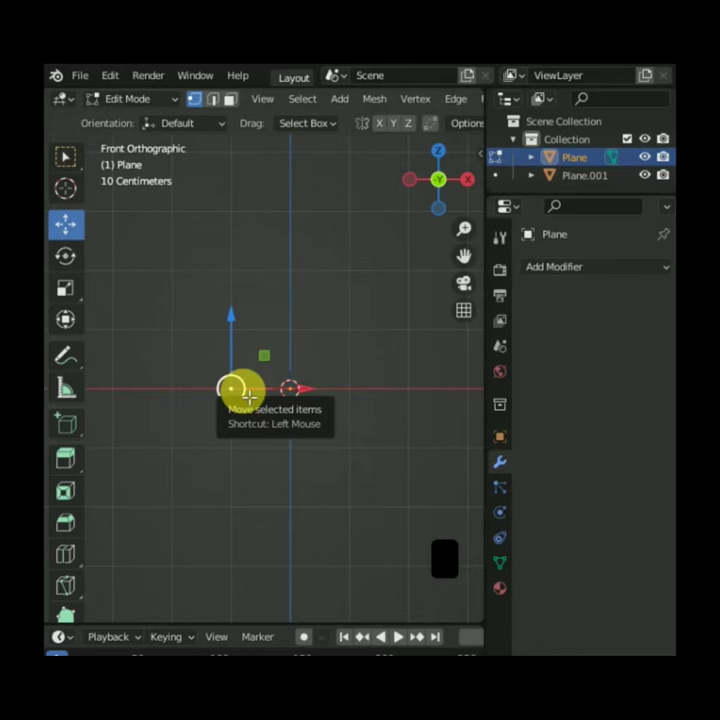 File Edit Render Window Help Layout Scene ViewLayer
Edit Mode View Select Add Mesh Vertex Edge
Orientation: Default Drag: Select Box X Y Z Options
Front Orthographic
(1) Plane
10 Centimeters
Z
Y
X
Move selected items
Shortcut: Left Mouse
Scene Collection
Collection
Plane
Plane.001
Plane
Add Modifier
Playback Keying View Marker